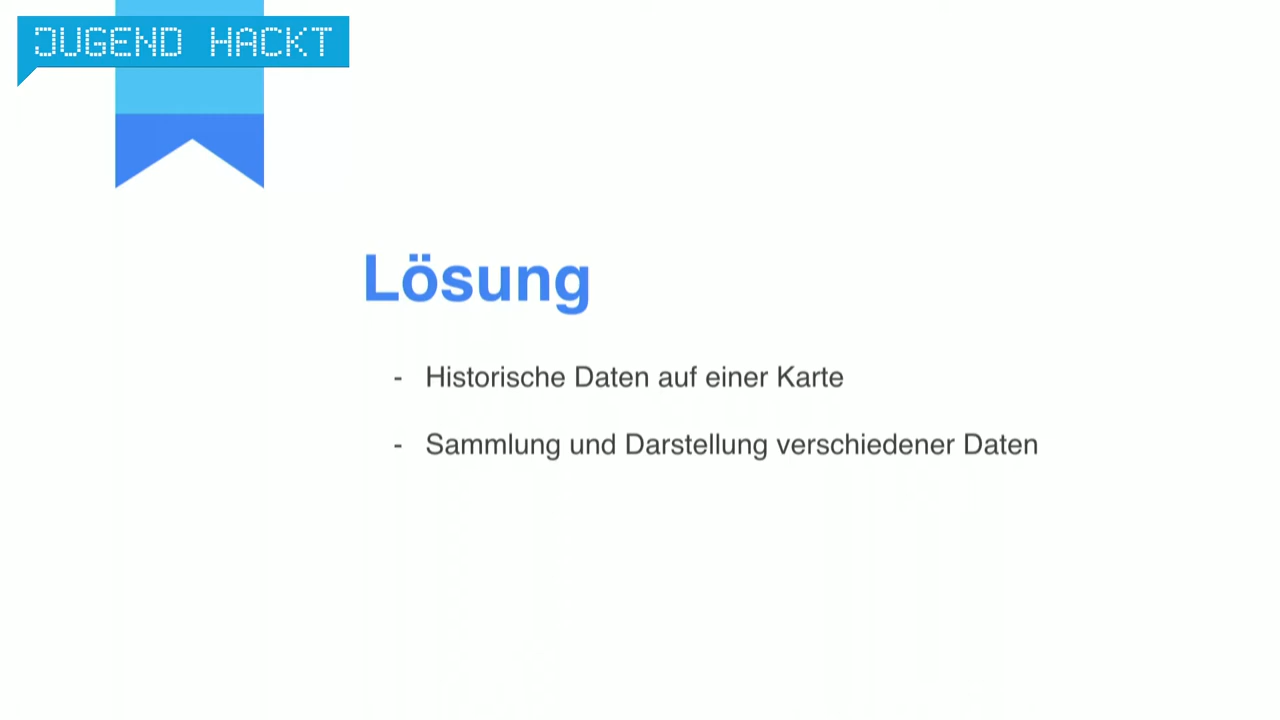 JUGEND HACKT
Lösung
- Historische Daten auf einer Karte
- Sammlung und Darstellung verschiedener Daten